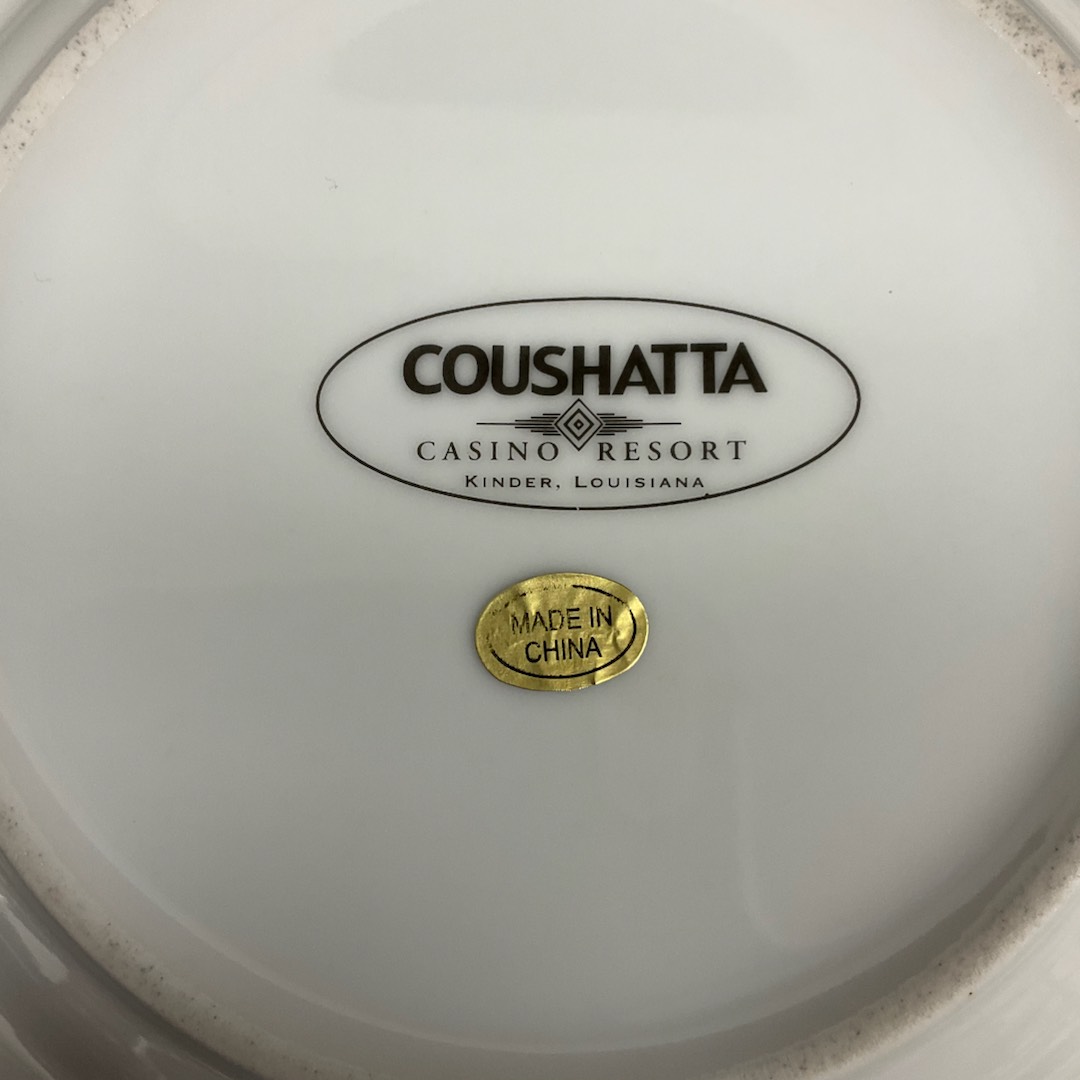 COUSHATTA
CASINO RESORT
KINDER, LOUISIANA
MADE IN
CHINA